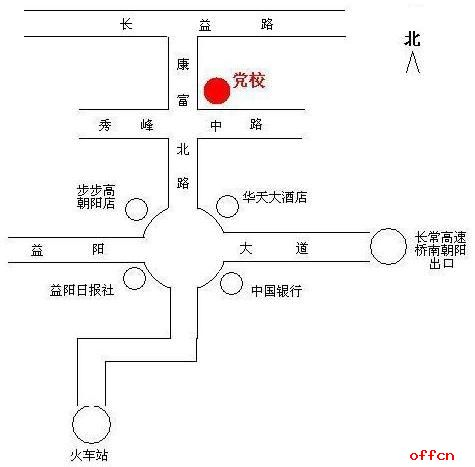 长益路
北
康富北路
党校
秀峰中路
步步高
朝阳店
华天大酒店
益阳大道
长常高速
桥南朝阳
出口
益阳日报社
中国银行
火车站
offcn